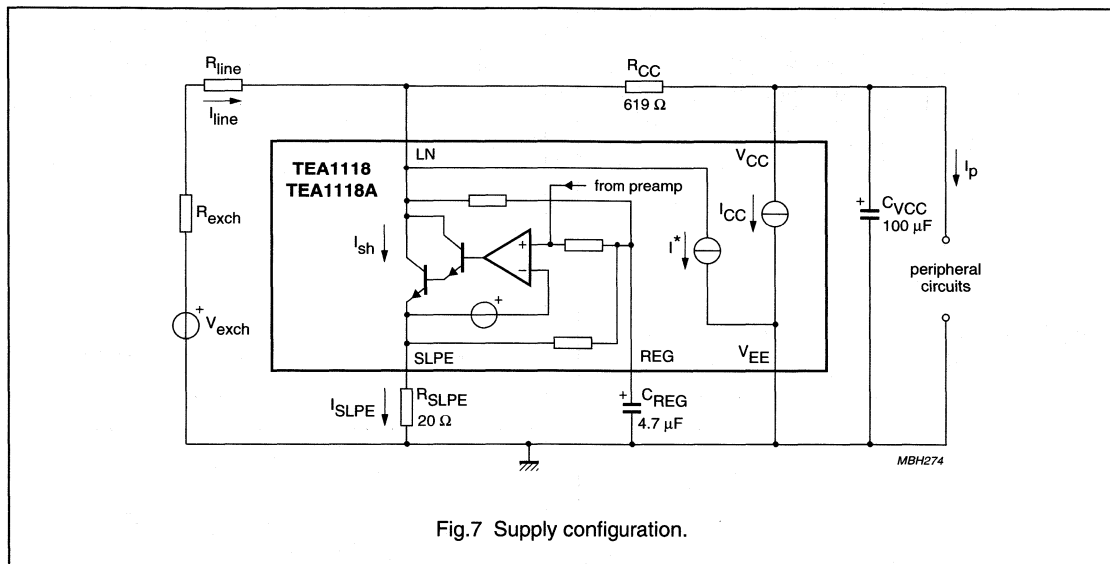 Rline
Iline
RCC
619 Ω
TEA1118
TEA1118A
LN
VCC
from preamp
Rexch
Ish
+
−
+
I*
ICC
Ip
+
CVCC
100 μF
peripheral
circuits
+
Vexch
SLPE
REG
VEE
ISLPE
RSLPE
20 Ω
+
CREG
4.7 μF
MBH274
Fig.7 Supply configuration.